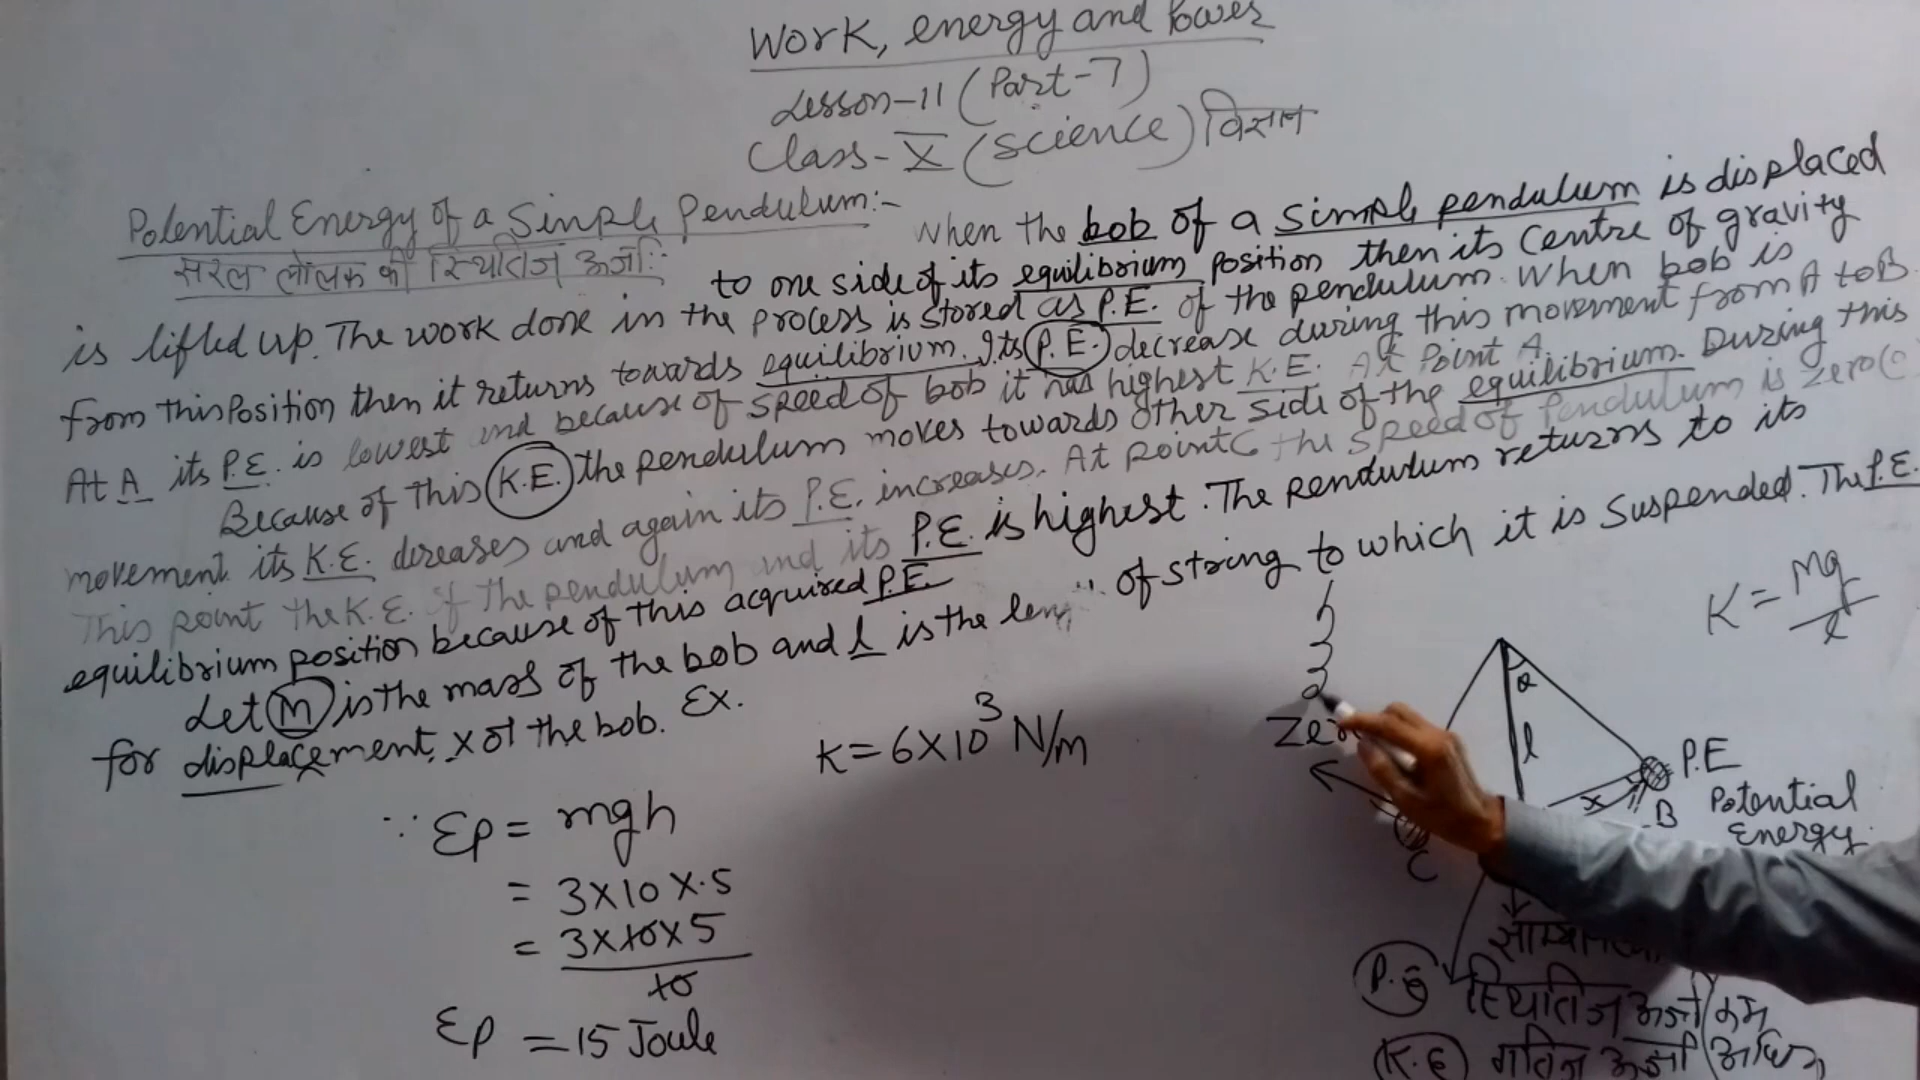 Work, energy and Power
Lesson-11 (Part-7)
Class-X (Science) विज्ञान
Potential Energy of a Simple Pendulum:-
सरल लोलक की स्थितिज ऊर्जा:-
When the bob of a simple pendulum is displaced
to one side of its equilibrium position then its Centre of gravity
is lifted up. The work done in the process is stored as P.E. of the pendulum. When bob is
from this Position then it returns towards equilibrium. Its P.E. decrease during this movement from A to B
At A its P.E. is lowest and because of speed of bob it has highest K.E. At Point A
Because of this K.E. the pendulum moves towards other side of the equilibrium. During this
movement its K.E. decreases and again its P.E. increases. At point C the speed of pendulum is zero (0
This point the K.E. of the pendulum and its P.E. is highest. The Pendulum returns to its
equilibrium position because of this acquired P.E.
Let M is the mass of the bob and l is the len of string to which it is suspended. The P.E.
for displacement x of the bob. Ex.
K = Mg/l
K = 6X10³ N/m
∵ Ep = mgh
= 3X10X.5
= 3X10X5
10
Ep = 15 Joule
l
x
P.E
B
Potential
Energy
C
P.E स्थितिज ऊर्जा कम
K.E गतिज ऊर्जा